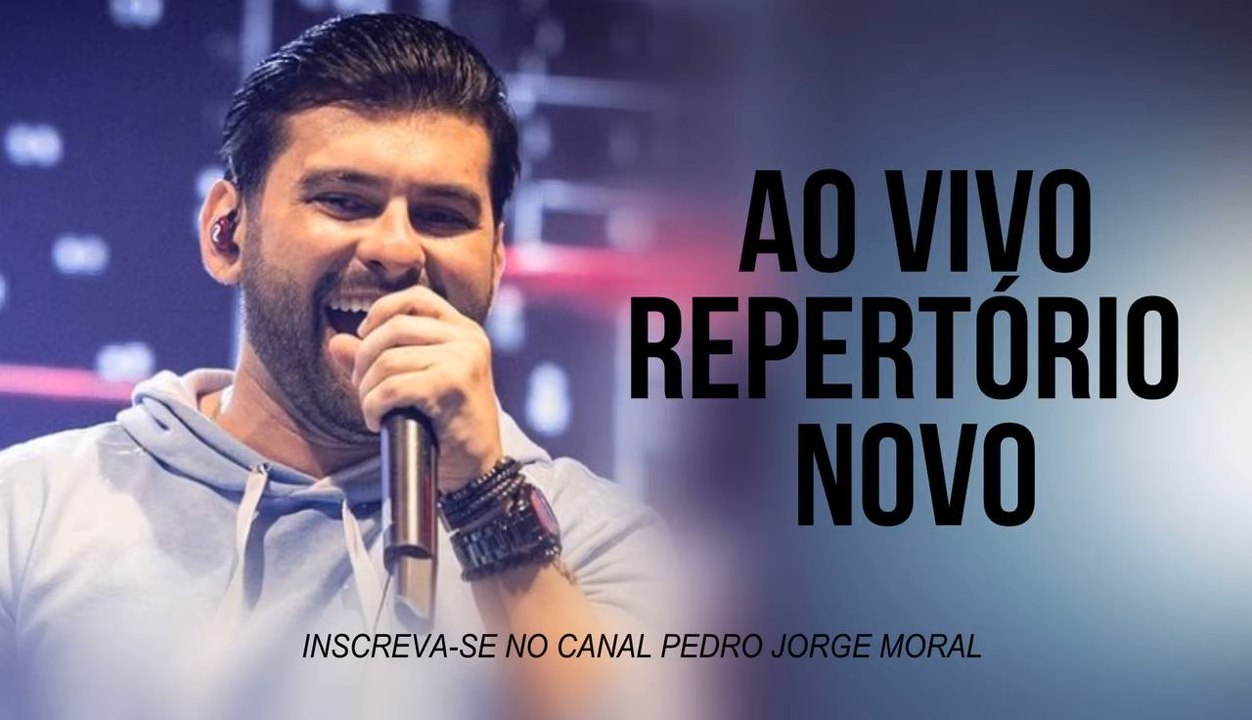 AO VIVO
REPERTÓRIO
NOVO
INSCREVA-SE NO CANAL PEDRO JORGE MORAL